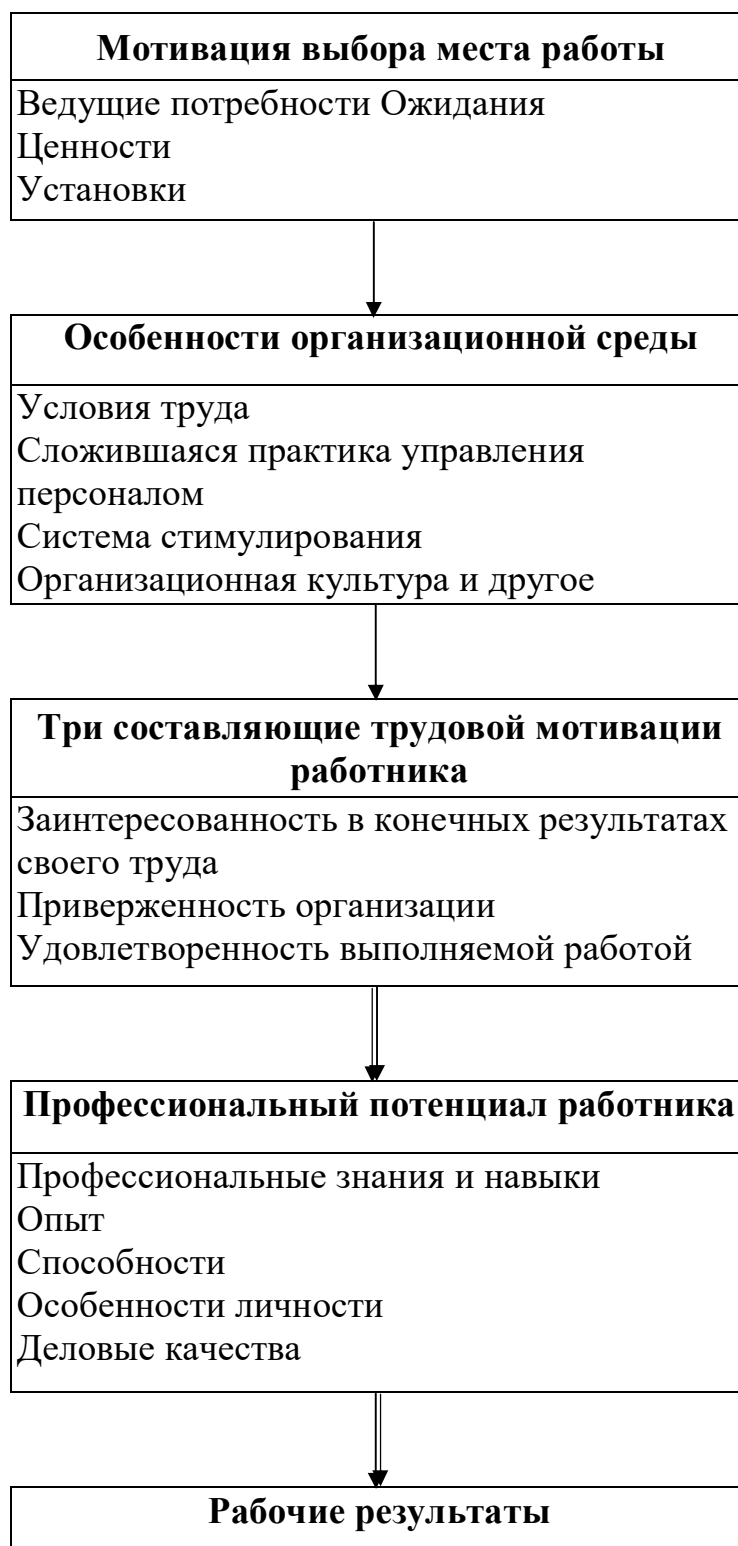 Мотивация выбора места работы
Ведущие потребности Ожидания
Ценности
Установки
Особенности организационной среды
Условия труда
Сложившаяся практика управления
персоналом
Система стимулирования
Организационная культура и другое
Три составляющие трудовой мотивации
работника
Заинтересованность в конечных результатах
своего труда
Приверженность организации
Удовлетворенность выполняемой работой
Профессиональный потенциал работника
Профессиональные знания и навыки
Опыт
Способности
Особенности личности
Деловые качества
Рабочие результаты